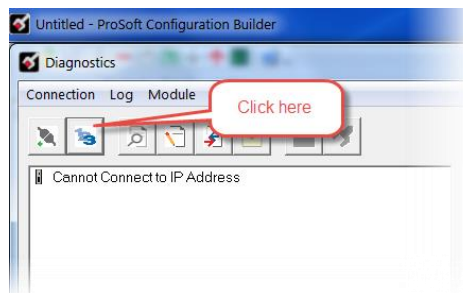 Untitled - ProSoft Configuration Builder
Diagnostics
Connection Log Module
Click here
Cannot Connect to IP Address